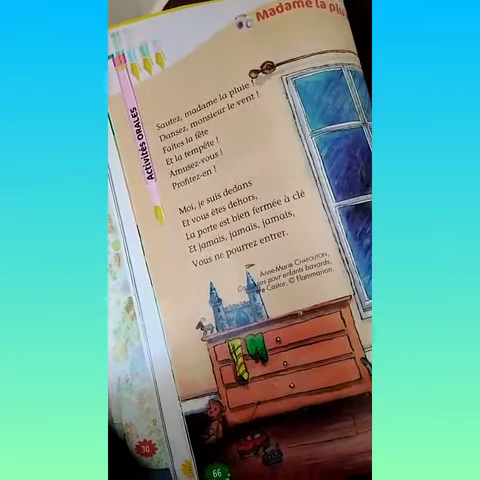 Madame la plu
Activités ORALES
Sautez, madame la pluie !
Dansez, monsieur le vent !
Faites la fête
Et la tempête !
Amusez-vous !
Profitez-en !
Moi, je suis dedans
Et vous êtes dehors,
La porte est bien fermée à clé
Et jamais, jamais, jamais,
Vous ne pourrez entrer.
Anne-Marie CHAPOUTON,
pour enfants bavards,
Castor, © Flammarion.
30
66